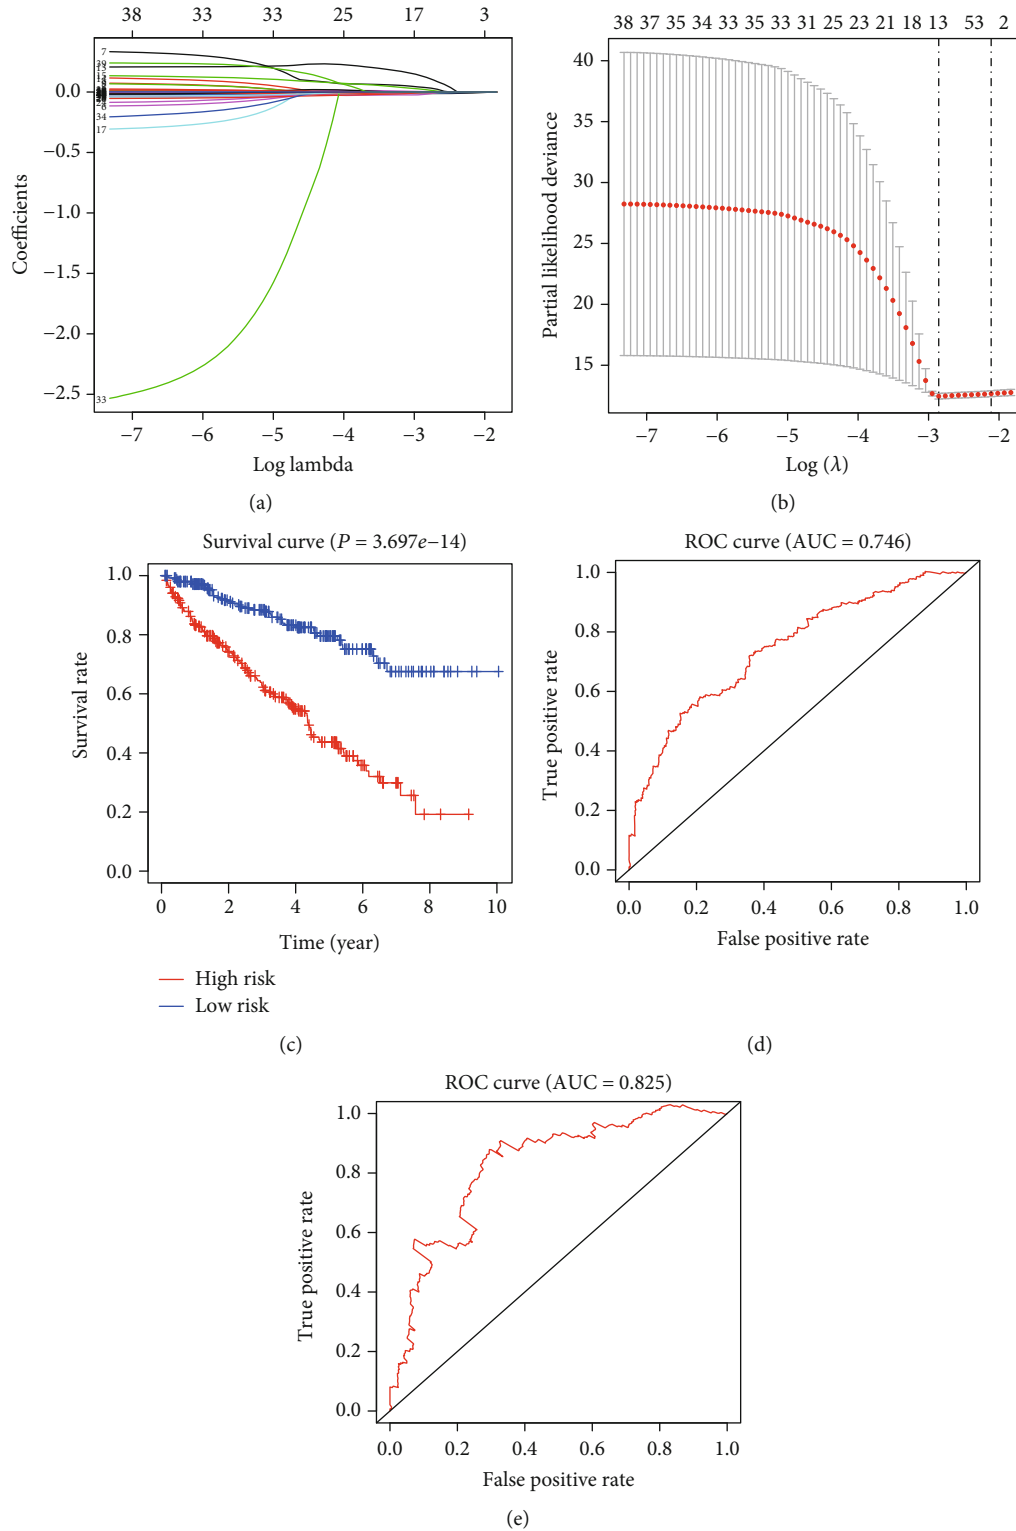 38 33 33 25 17 3
7
39
13
15
34
17
33
0.0
−0.5
−1.0
−1.5
−2.0
−2.5
Coefficients
−7 −6 −5 −4 −3 −2
Log lambda
(a)
38 37 35 34 33 35 33 31 25 23 21 18 13 53 2
40
35
30
25
20
15
Partial likelihood deviance
−7 −6 −5 −4 −3 −2
Log (λ)
(b)
Survival curve (P = 3.697e−14)
1.0
0.8
0.6
0.4
0.2
0.0
Survival rate
0 2 4 6 8 10
Time (year)
High risk
Low risk
(c)
ROC curve (AUC = 0.746)
1.0
0.8
0.6
0.4
0.2
0.0
True positive rate
0.0 0.2 0.4 0.6 0.8 1.0
False positive rate
(d)
ROC curve (AUC = 0.825)
1.0
0.8
0.6
0.4
0.2
0.0
True positive rate
0.0 0.2 0.4 0.6 0.8 1.0
False positive rate
(e)